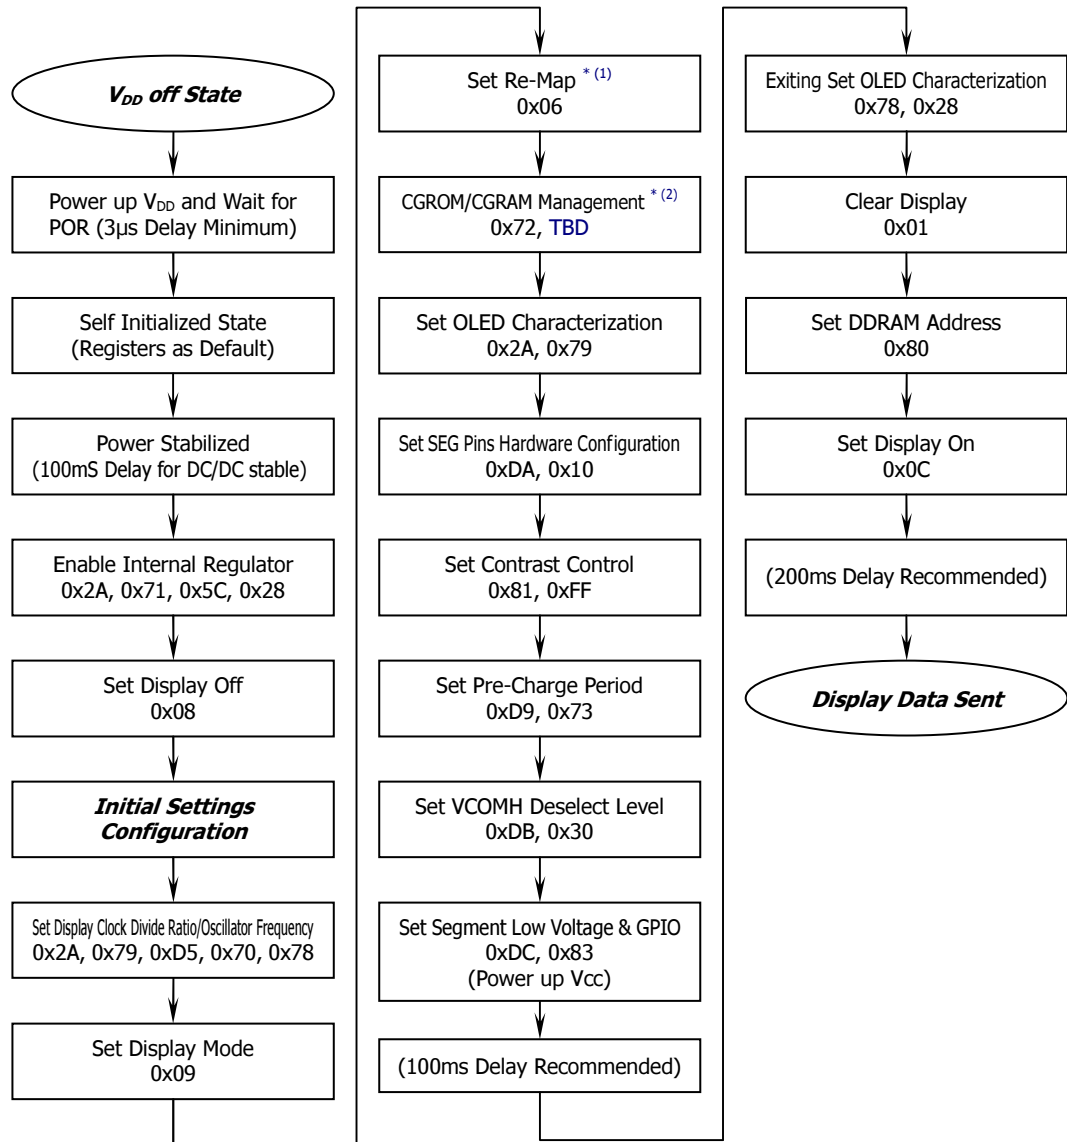 V_DD off State
Power up V_DD and Wait for
POR (3µs Delay Minimum)
Self Initialized State
(Registers as Default)
Power Stabilized
(100mS Delay for DC/DC stable)
Enable Internal Regulator
0x2A, 0x71, 0x5C, 0x28
Set Display Off
0x08
Initial Settings
Configuration
Set Display Clock Divide Ratio/Oscillator Frequency
0x2A, 0x79, 0xD5, 0x70, 0x78
Set Display Mode
0x09
Set Re-Map * (1)
0x06
CGROM/CGRAM Management * (2)
0x72, TBD
Set OLED Characterization
0x2A, 0x79
Set SEG Pins Hardware Configuration
0xDA, 0x10
Set Contrast Control
0x81, 0xFF
Set Pre-Charge Period
0xD9, 0x73
Set VCOMH Deselect Level
0xDB, 0x30
Set Segment Low Voltage & GPIO
0xDC, 0x83
(Power up Vcc)
(100ms Delay Recommended)
Exiting Set OLED Characterization
0x78, 0x28
Clear Display
0x01
Set DDRAM Address
0x80
Set Display On
0x0C
(200ms Delay Recommended)
Display Data Sent